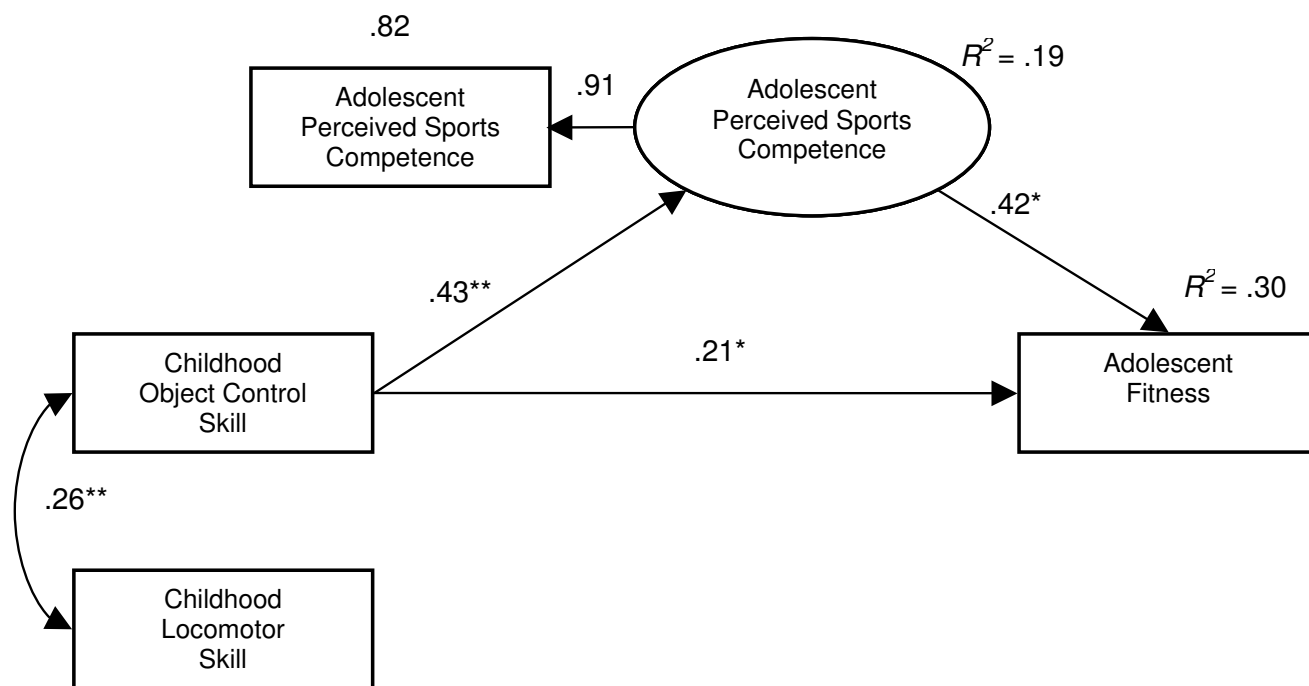 .82
Adolescent
Perceived Sports
Competence
.91
Adolescent
Perceived Sports
Competence
R² = .19
.42*
R² = .30
.43**
.21*
Childhood
Object Control
Skill
Adolescent
Fitness
.26**
Childhood
Locomotor
Skill